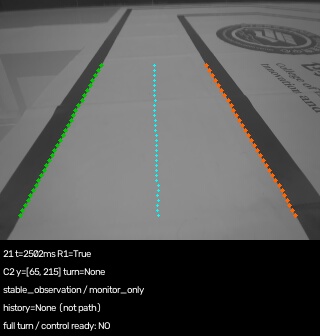 21 t=2502ms R1=True
C2 y=[65, 215] turn=None
stable_observation / monitor_only
history=None (not path)
full turn / control ready: NO